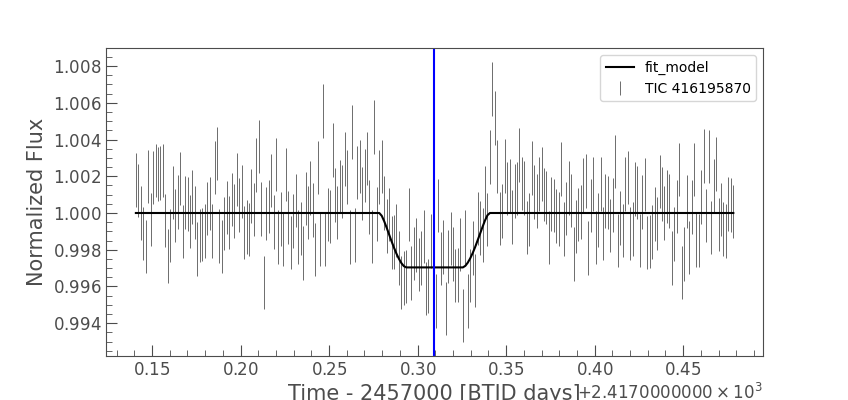 fit_model
TIC 416195870
Normalized Flux
1.008
1.006
1.004
1.002
1.000
0.998
0.996
0.994
0.15 0.20 0.25 0.30 0.35 0.40 0.45
Time - 2457000 [BTJD days]
+2.4170000000 × 10³